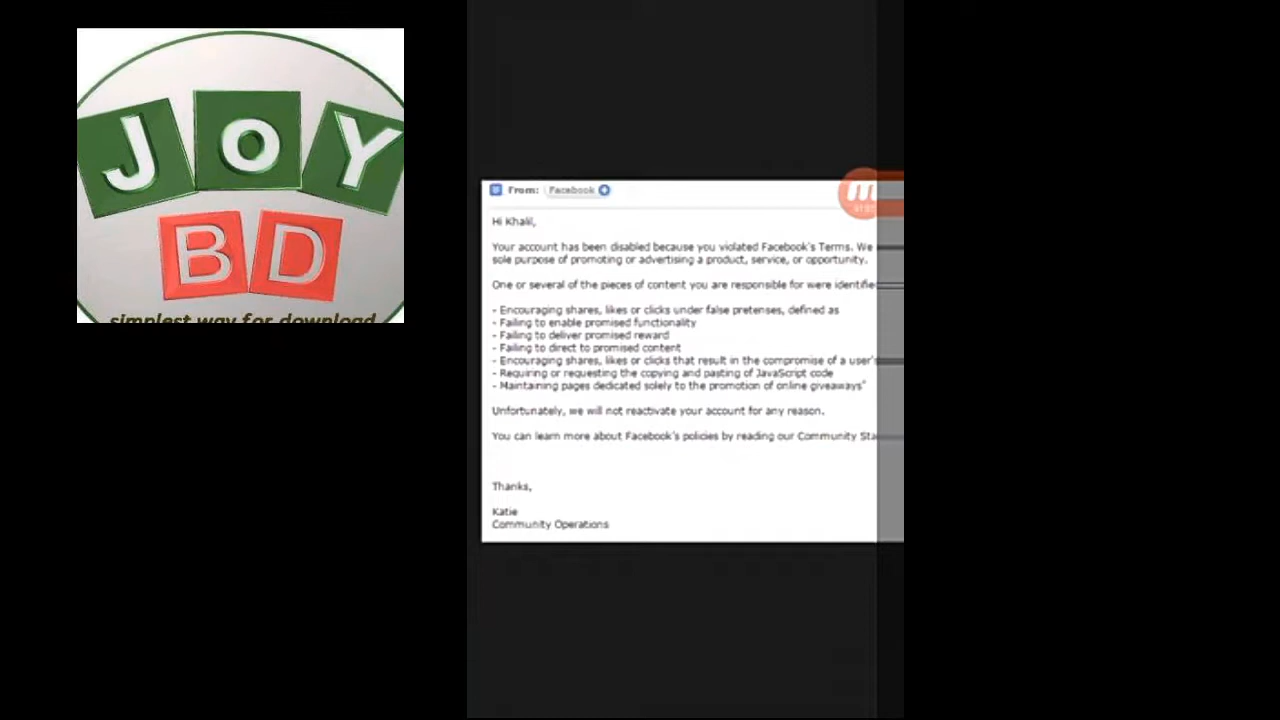 JOY
BD
simplest way for download
From: Facebook
Hi Khalil,
Your account has been disabled because you violated Facebook's Terms. We
sole purpose of promoting or advertising a product, service, or opportunity.
One or several of the pieces of content you are responsible for were identifie
- Encouraging shares, likes or clicks under false pretenses, defined as
- Failing to enable promised functionality
- Failing to deliver promised reward
- Failing to direct to promised content
- Encouraging shares, likes or clicks that result in the compromise of a user's
- Requiring or requesting the copying and pasting of JavaScript code
- Maintaining pages dedicated solely to the promotion of online giveaways"
Unfortunately, we will not reactivate your account for any reason.
You can learn more about Facebook's policies by reading our Community Sta
Thanks,
Katie
Community Operations